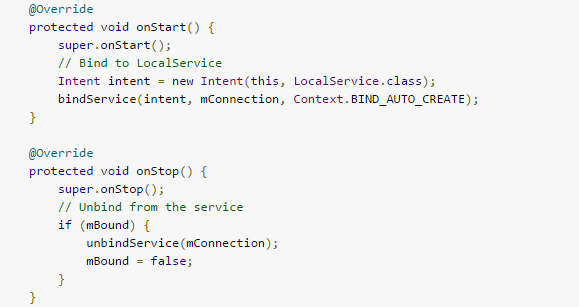 @Override
protected void onStart() {
    super.onStart();
    // Bind to LocalService
    Intent intent = new Intent(this, LocalService.class);
    bindService(intent, mConnection, Context.BIND_AUTO_CREATE);
}

@Override
protected void onStop() {
    super.onStop();
    // Unbind from the service
    if (mBound) {
        unbindService(mConnection);
        mBound = false;
    }
}